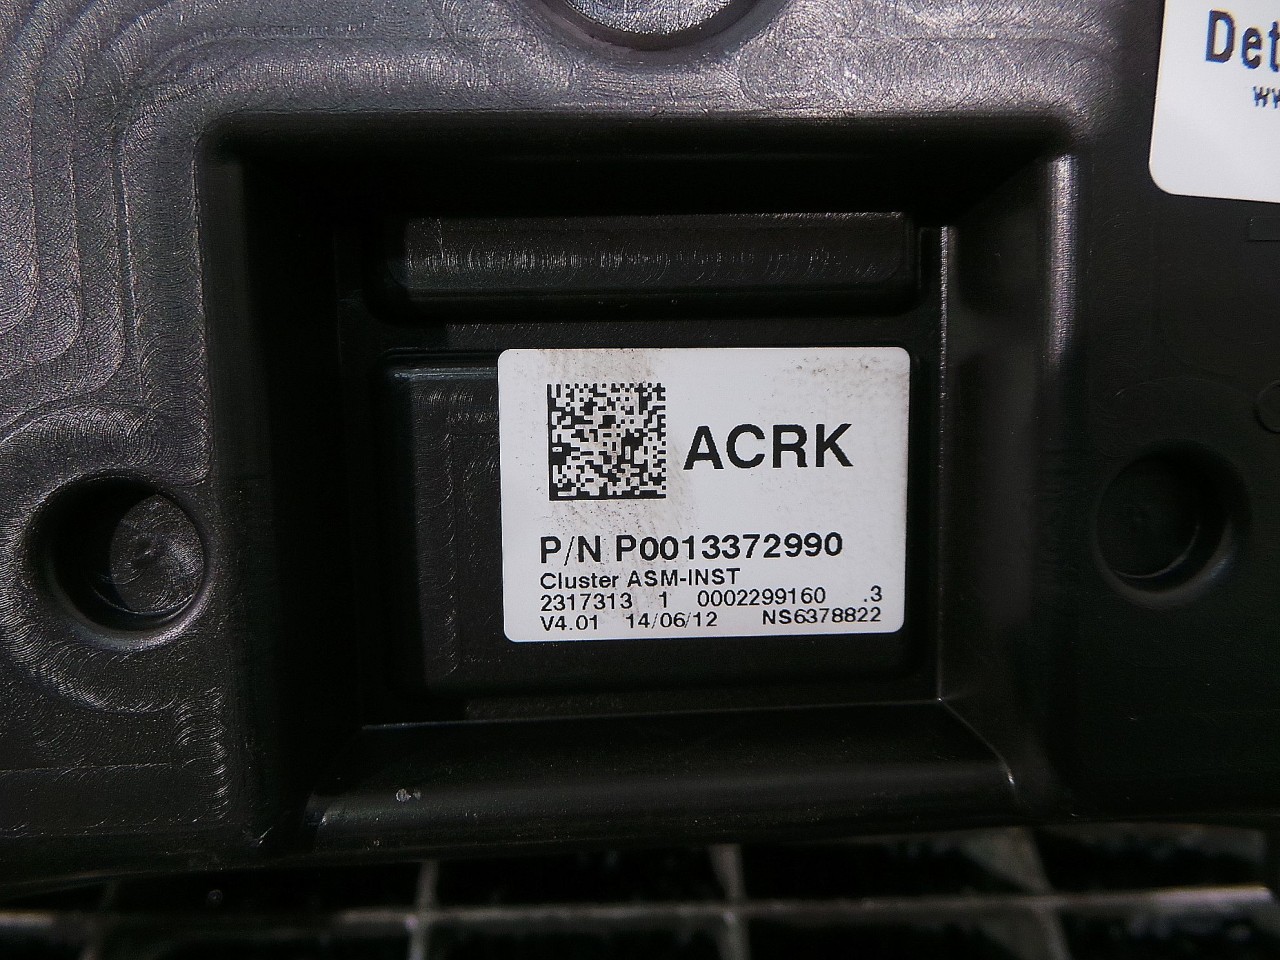 Det
ACRK
P/N P0013372990
Cluster ASM-INST
2317313 1 0002299160 .3
V4.01 14/06/12 NS6378822